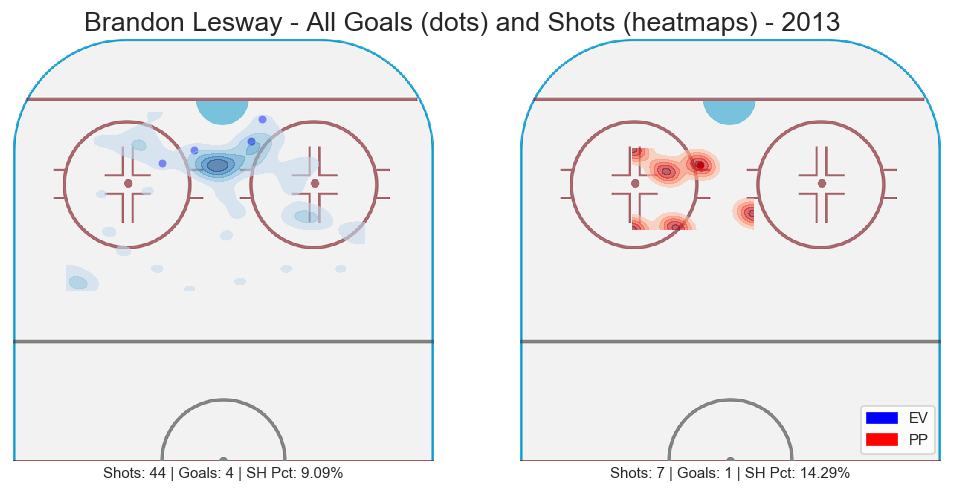 Brandon Lesway - All Goals (dots) and Shots (heatmaps) - 2013
EV
PP
Shots: 44 | Goals: 4 | SH Pct: 9.09%
Shots: 7 | Goals: 1 | SH Pct: 14.29%